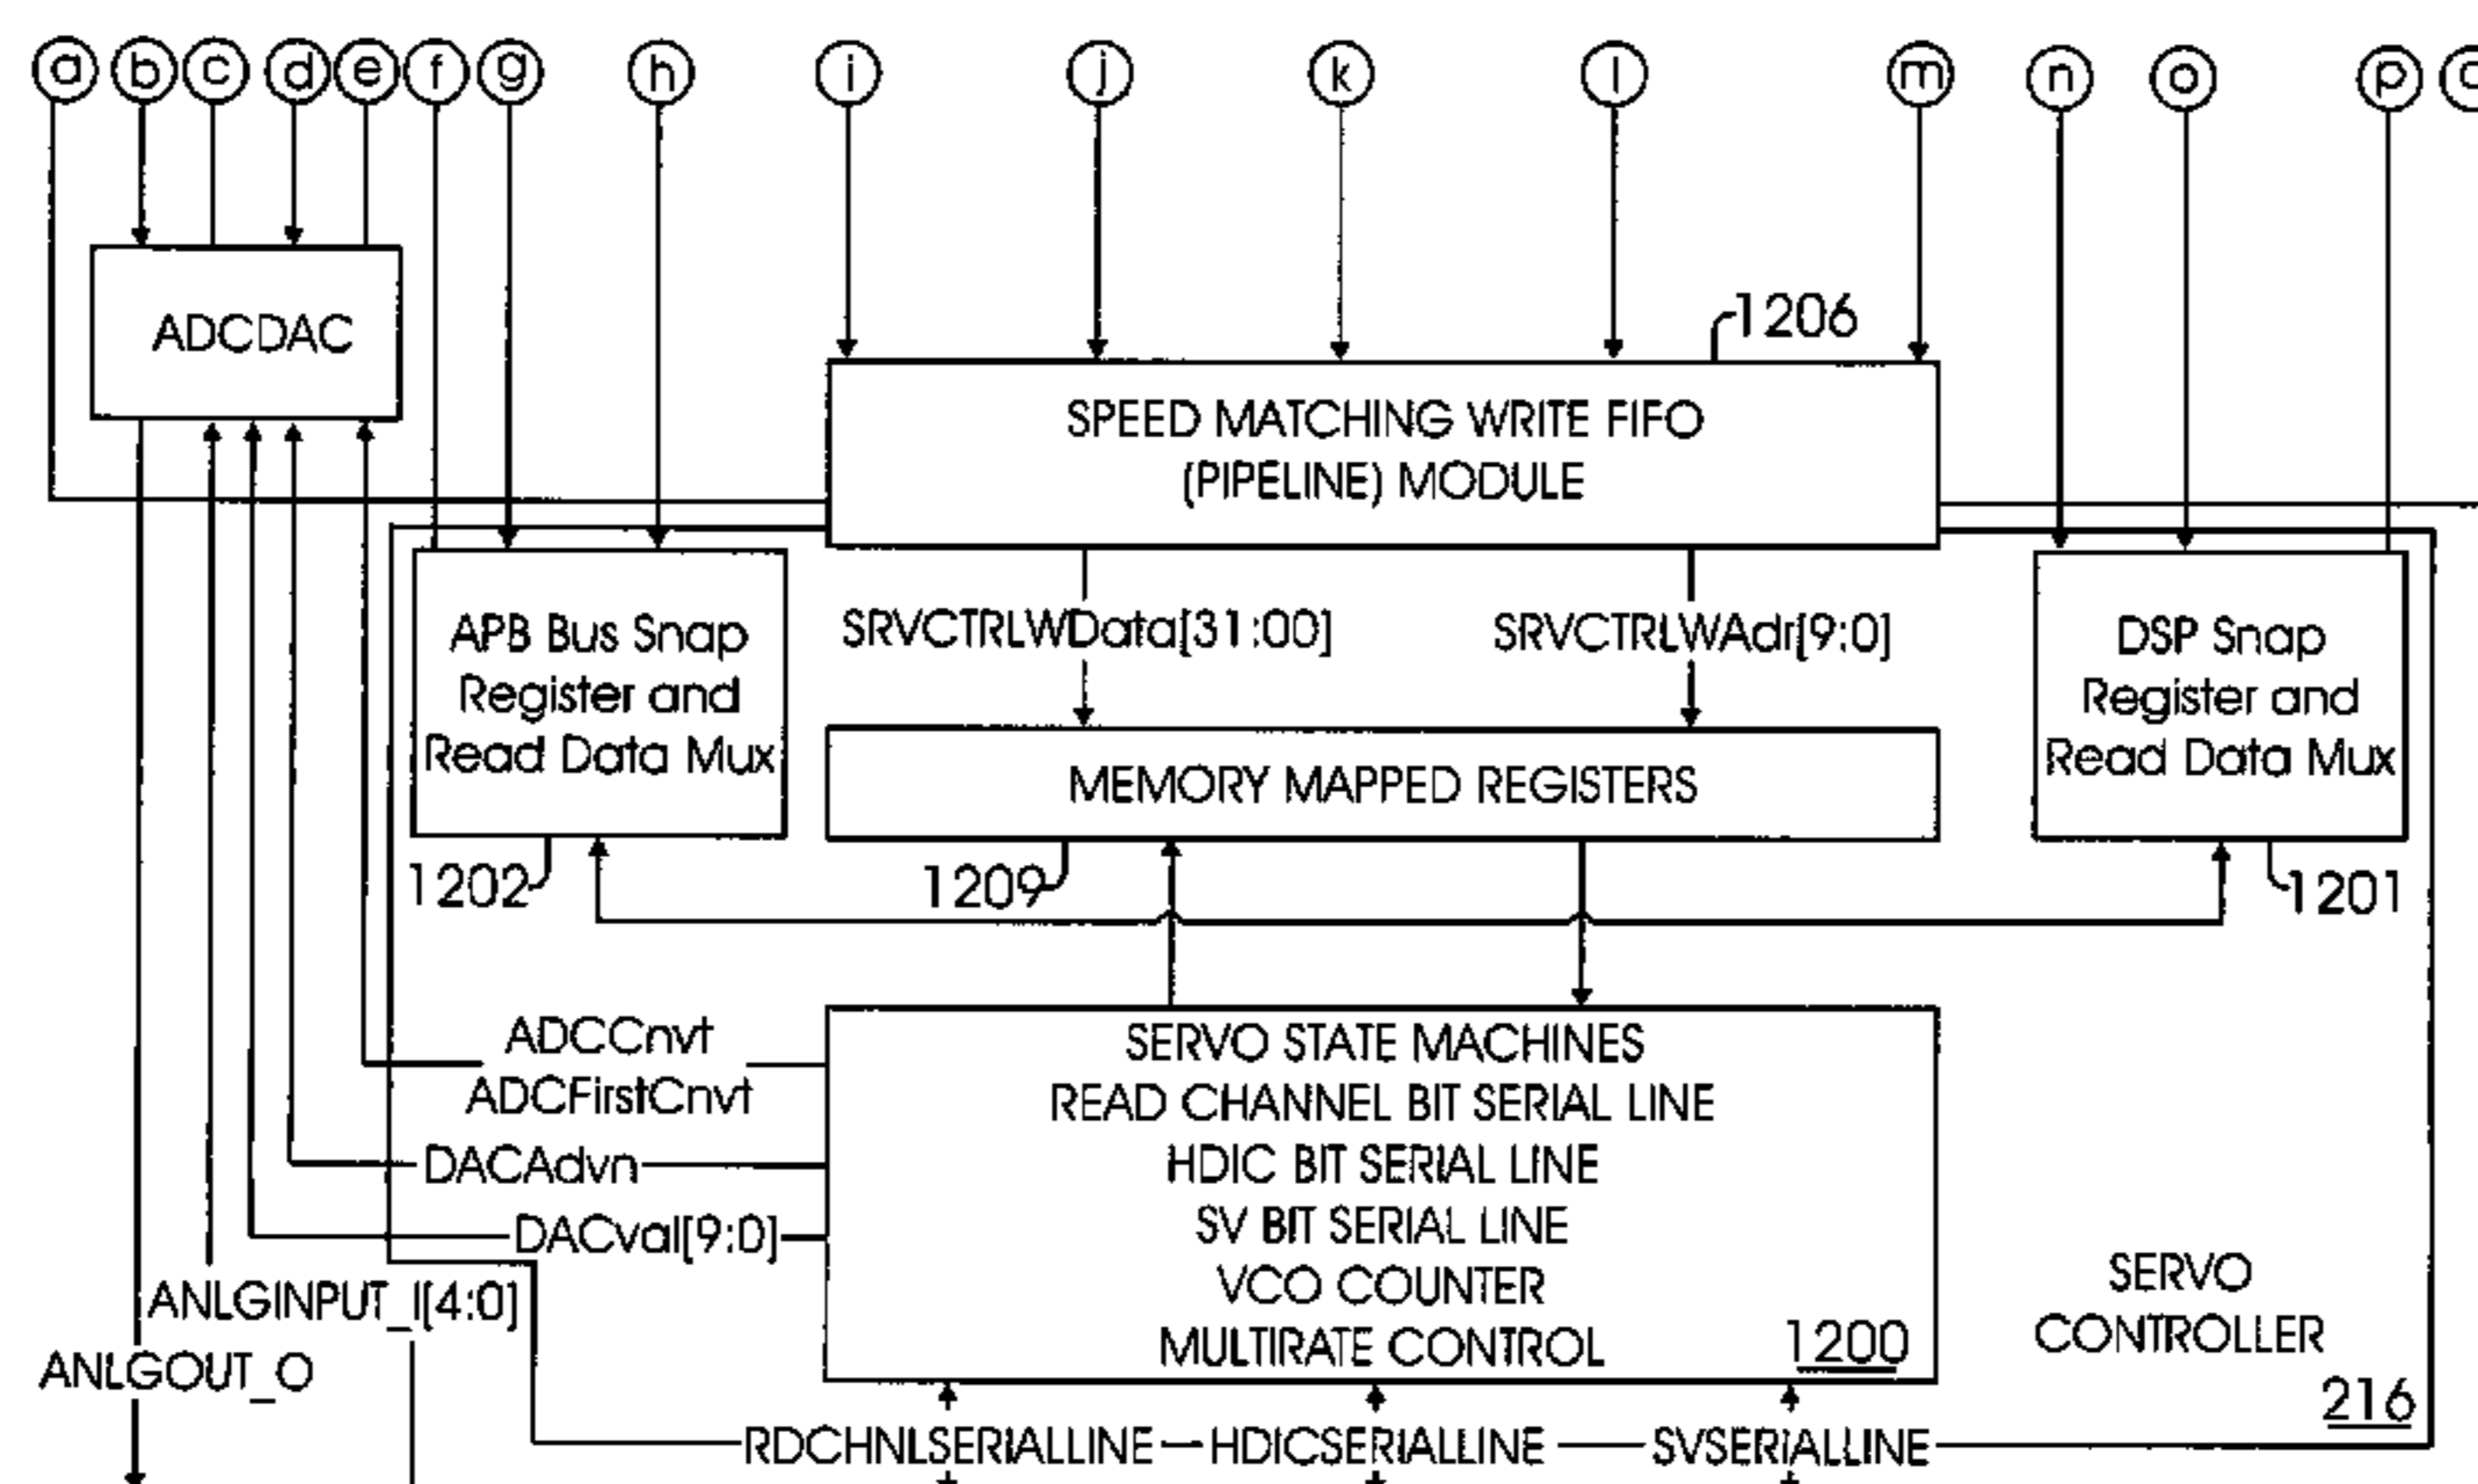 a b c d e f g h i j k l m n o p
ADCDAC
1206
SPEED MATCHING WRITE FIFO
(PIPELINE) MODULE
APB Bus Snap
Register and
Read Data Mux
1202
SRVCTRLWData[31:00]
SRVCTRLWAdr[9:0]
DSP Snap
Register and
Read Data Mux
1201
MEMORY MAPPED REGISTERS
1209
ADCCnvt
ADCFirstCnvt
DACAdvn
DACval[9:0]
ANLGINPUT_I[4:0]
ANLGOUT_O
SERVO STATE MACHINES
READ CHANNEL BIT SERIAL LINE
HDIC BIT SERIAL LINE
SV BIT SERIAL LINE
VCO COUNTER
MULTIRATE CONTROL
1200
SERVO
CONTROLLER
216
RDCHNLSERIALLINE HDICSERIALLINE SVSERIALLINE